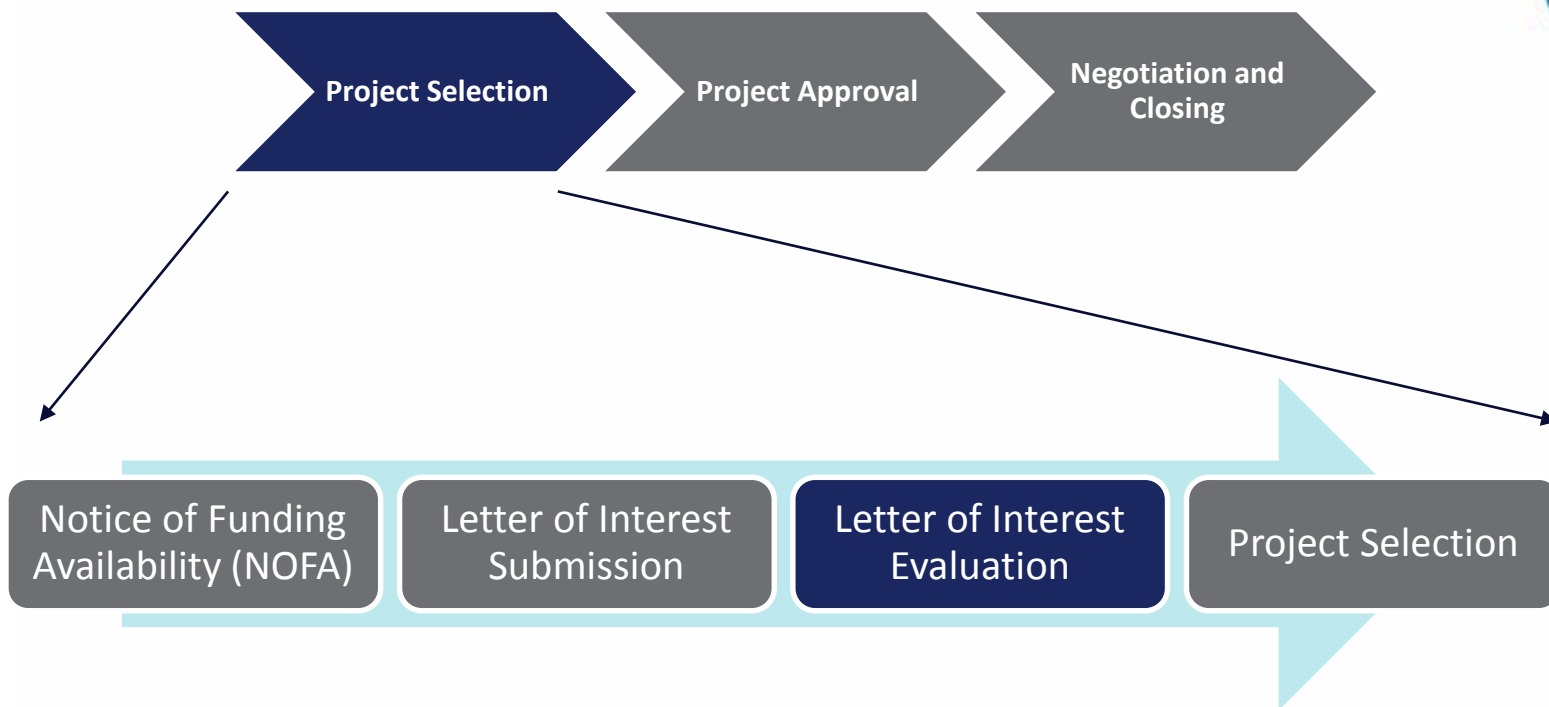 Project Selection
Project Approval
Negotiation and
Closing
Notice of Funding
Availability (NOFA)
Letter of Interest
Submission
Letter of Interest
Evaluation
Project Selection